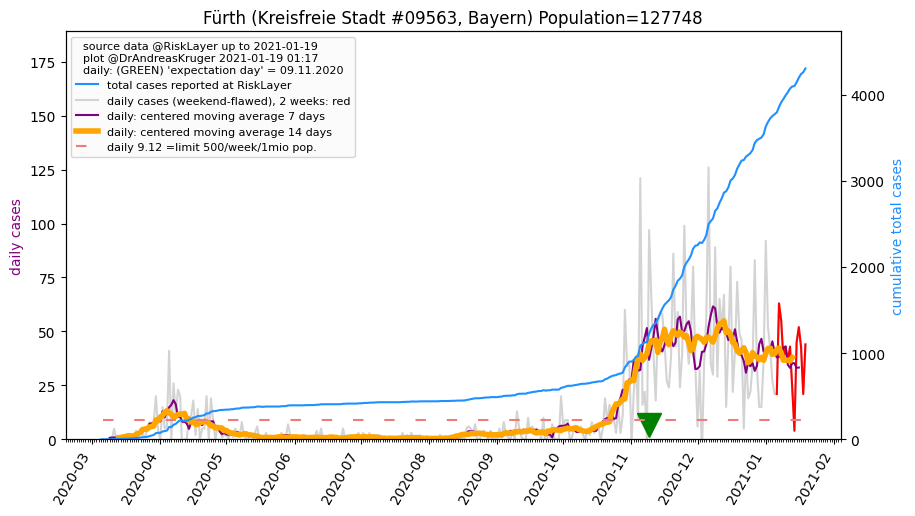 Fürth (Kreisfreie Stadt #09563, Bayern) Population=127748
source data @RiskLayer up to 2021-01-19
plot @DrAndreasKruger 2021-01-19 01:17
daily: (GREEN) 'expectation day' = 09.11.2020
total cases reported at RiskLayer
daily cases (weekend-flawed), 2 weeks: red
daily: centered moving average 7 days
daily: centered moving average 14 days
daily 9.12 =limit 500/week/1mio pop.
daily cases
175
150
125
100
75
50
25
0
cumulative total cases
4000
3000
2000
1000
0
2020-03
2020-04
2020-05
2020-06
2020-07
2020-08
2020-09
2020-10
2020-11
2020-12
2021-01
2021-02